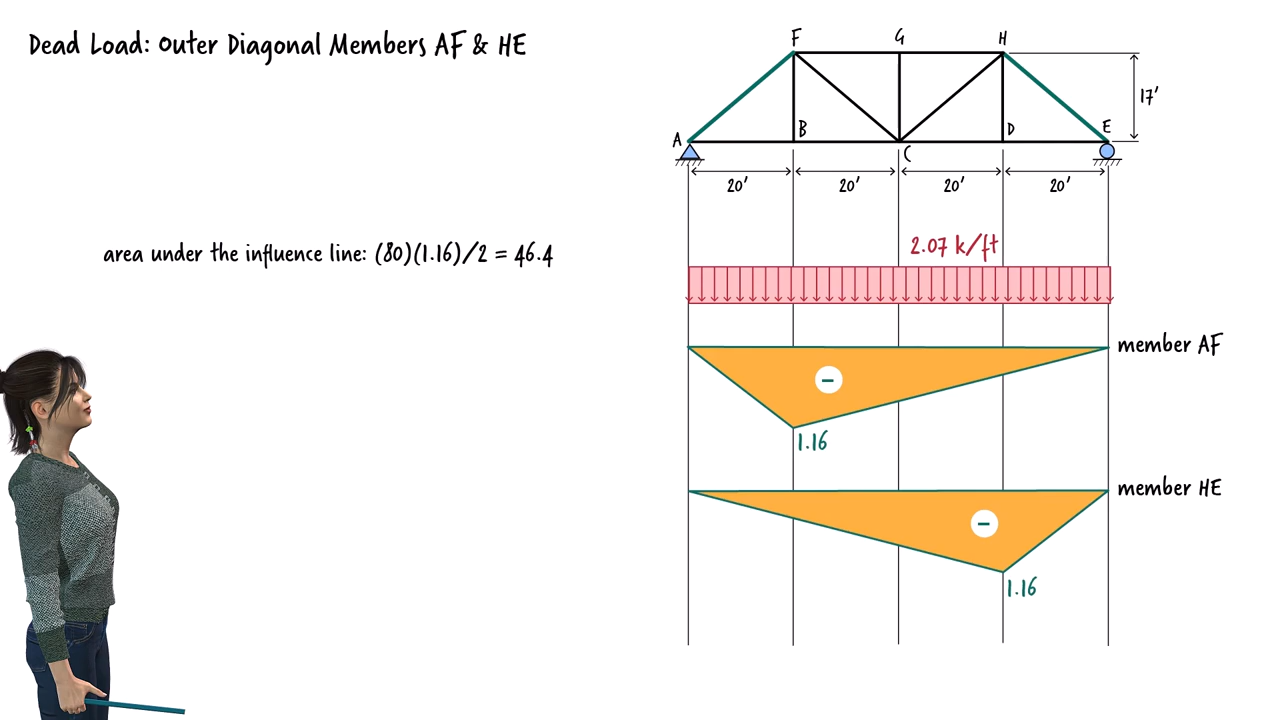 Dead Load: Outer Diagonal Members AF & HE
F G H
17'
A B C D E
20' 20' 20' 20'
area under the influence line: (80)(1.16)/2 = 46.4
2.07 k/ft
member AF
−
1.16
member HE
−
1.16